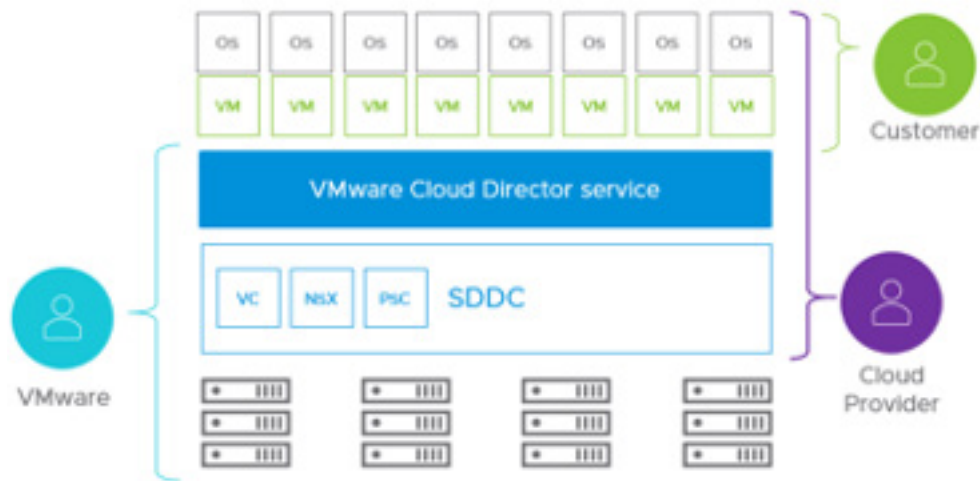 OS OS OS OS OS OS OS OS
VM VM VM VM VM VM VM VM
Customer
VMware Cloud Director service
VC NSX PSC SDDC
VMware
Cloud
Provider